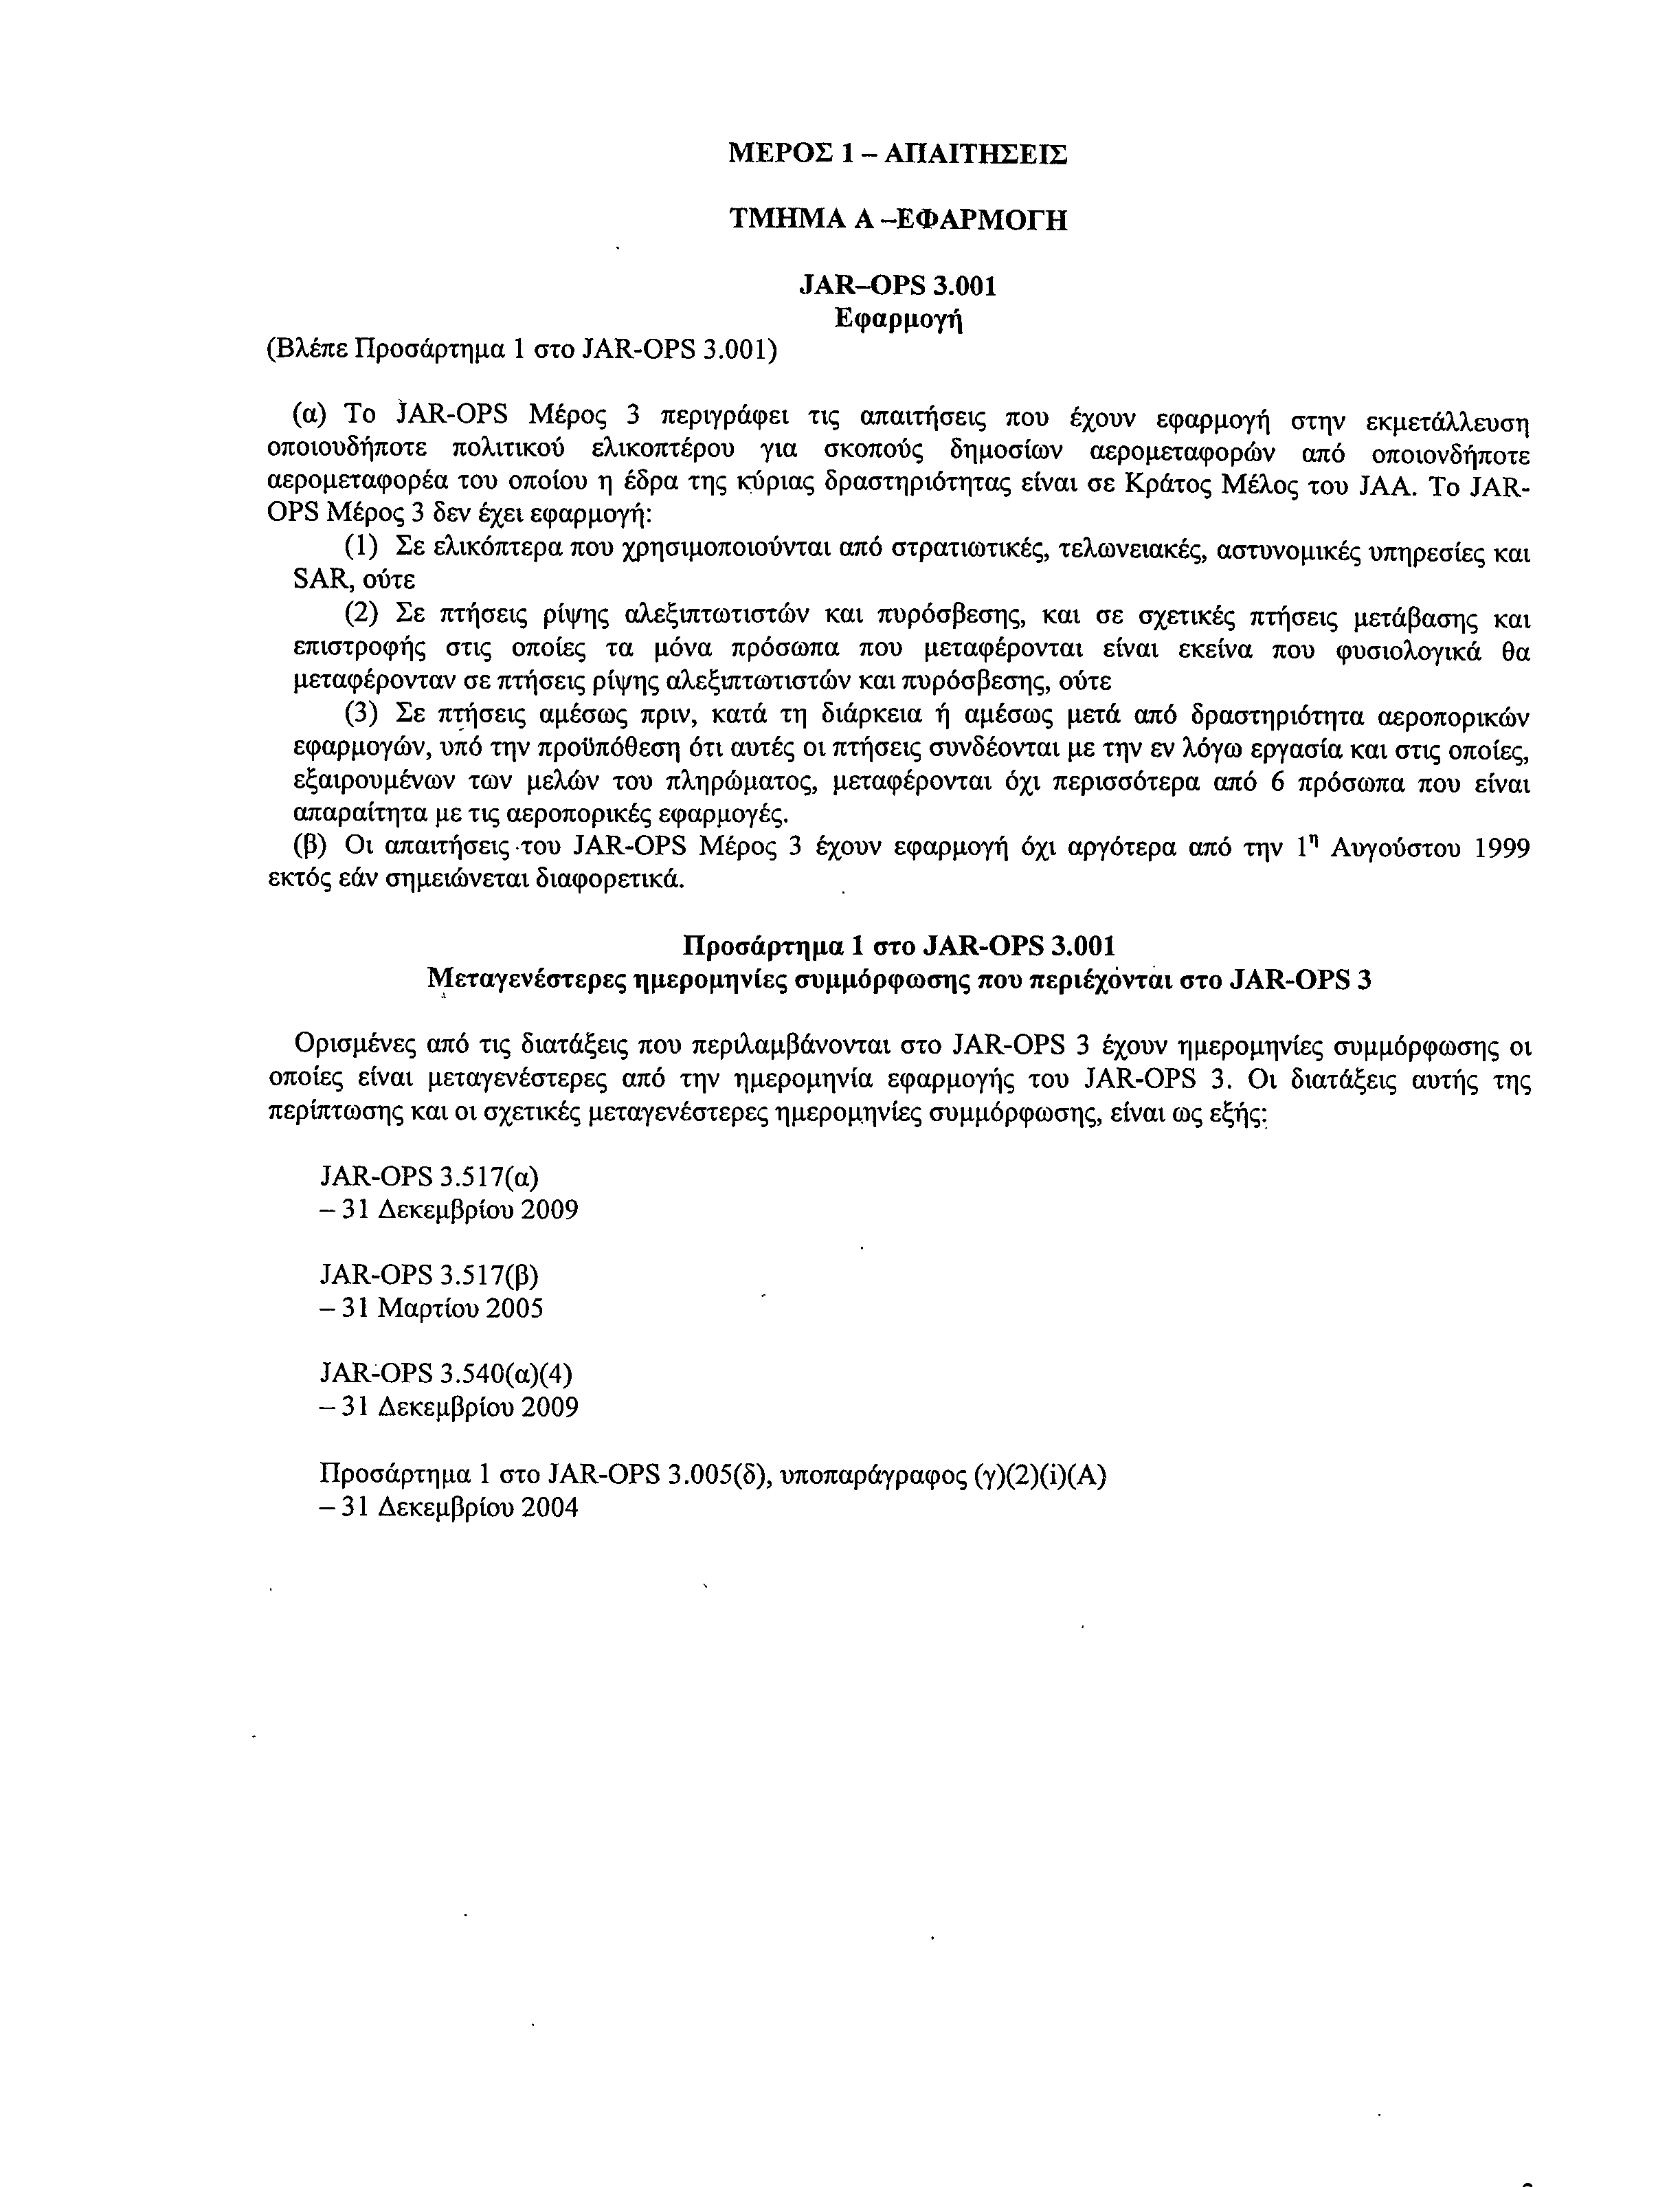 ΜΕΡΟΣ 1 – ΑΠΑΙΤΗΣΕΙΣ
ΤΜΗΜΑ Α –ΕΦΑΡΜΟΓΗ
JAR–OPS 3.001
Εφαρμογή
(Βλέπε Προσάρτημα 1 στο JAR-OPS 3.001)
(α) Το JAR-OPS Μέρος 3 περιγράφει τις απαιτήσεις που έχουν εφαρμογή στην εκμετάλλευση
οποιουδήποτε πολιτικού ελικοπτέρου για σκοπούς δημοσίων αερομεταφορών από οποιονδήποτε
αερομεταφορέα του οποίου η έδρα της κύριας δραστηριότητας είναι σε Κράτος Μέλος του JAA. Το JAR-
OPS Μέρος 3 δεν έχει εφαρμογή:
(1) Σε ελικόπτερα που χρησιμοποιούνται από στρατιωτικές, τελωνειακές, αστυνομικές υπηρεσίες και
SAR, ούτε
(2) Σε πτήσεις ρίψης αλεξιπτωτιστών και πυρόσβεσης, και σε σχετικές πτήσεις μετάβασης και
επιστροφής στις οποίες τα μόνα πρόσωπα που μεταφέρονται είναι εκείνα που φυσιολογικά θα
μεταφέρονταν σε πτήσεις ρίψης αλεξιπτωτιστών και πυρόσβεσης, ούτε
(3) Σε πτήσεις αμέσως πριν, κατά τη διάρκεια ή αμέσως μετά από δραστηριότητα αεροπορικών
εφαρμογών, υπό την προϋπόθεση ότι αυτές οι πτήσεις συνδέονται με την εν λόγω εργασία και στις οποίες,
εξαιρουμένων των μελών του πληρώματος, μεταφέρονται όχι περισσότερα από 6 πρόσωπα που είναι
απαραίτητα με τις αεροπορικές εφαρμογές.
(β) Οι απαιτήσεις του JAR-OPS Μέρος 3 έχουν εφαρμογή όχι αργότερα από την 1η Αυγούστου 1999
εκτός εάν σημειώνεται διαφορετικά.
Προσάρτημα 1 στο JAR-OPS 3.001
Μεταγενέστερες ημερομηνίες συμμόρφωσης που περιέχονται στο JAR-OPS 3
Ορισμένες από τις διατάξεις που περιλαμβάνονται στο JAR-OPS 3 έχουν ημερομηνίες συμμόρφωσης οι
οποίες είναι μεταγενέστερες από την ημερομηνία εφαρμογής του JAR-OPS 3. Οι διατάξεις αυτής της
περίπτωσης και οι σχετικές μεταγενέστερες ημερομηνίες συμμόρφωσης, είναι ως εξής:
JAR-OPS 3.517(α)
– 31 Δεκεμβρίου 2009
JAR-OPS 3.517(β)
– 31 Μαρτίου 2005
JAR-OPS 3.540(α)(4)
– 31 Δεκεμβρίου 2009
Προσάρτημα 1 στο JAR-OPS 3.005(δ), υποπαράγραφος (γ)(2)(i)(Α)
– 31 Δεκεμβρίου 2004